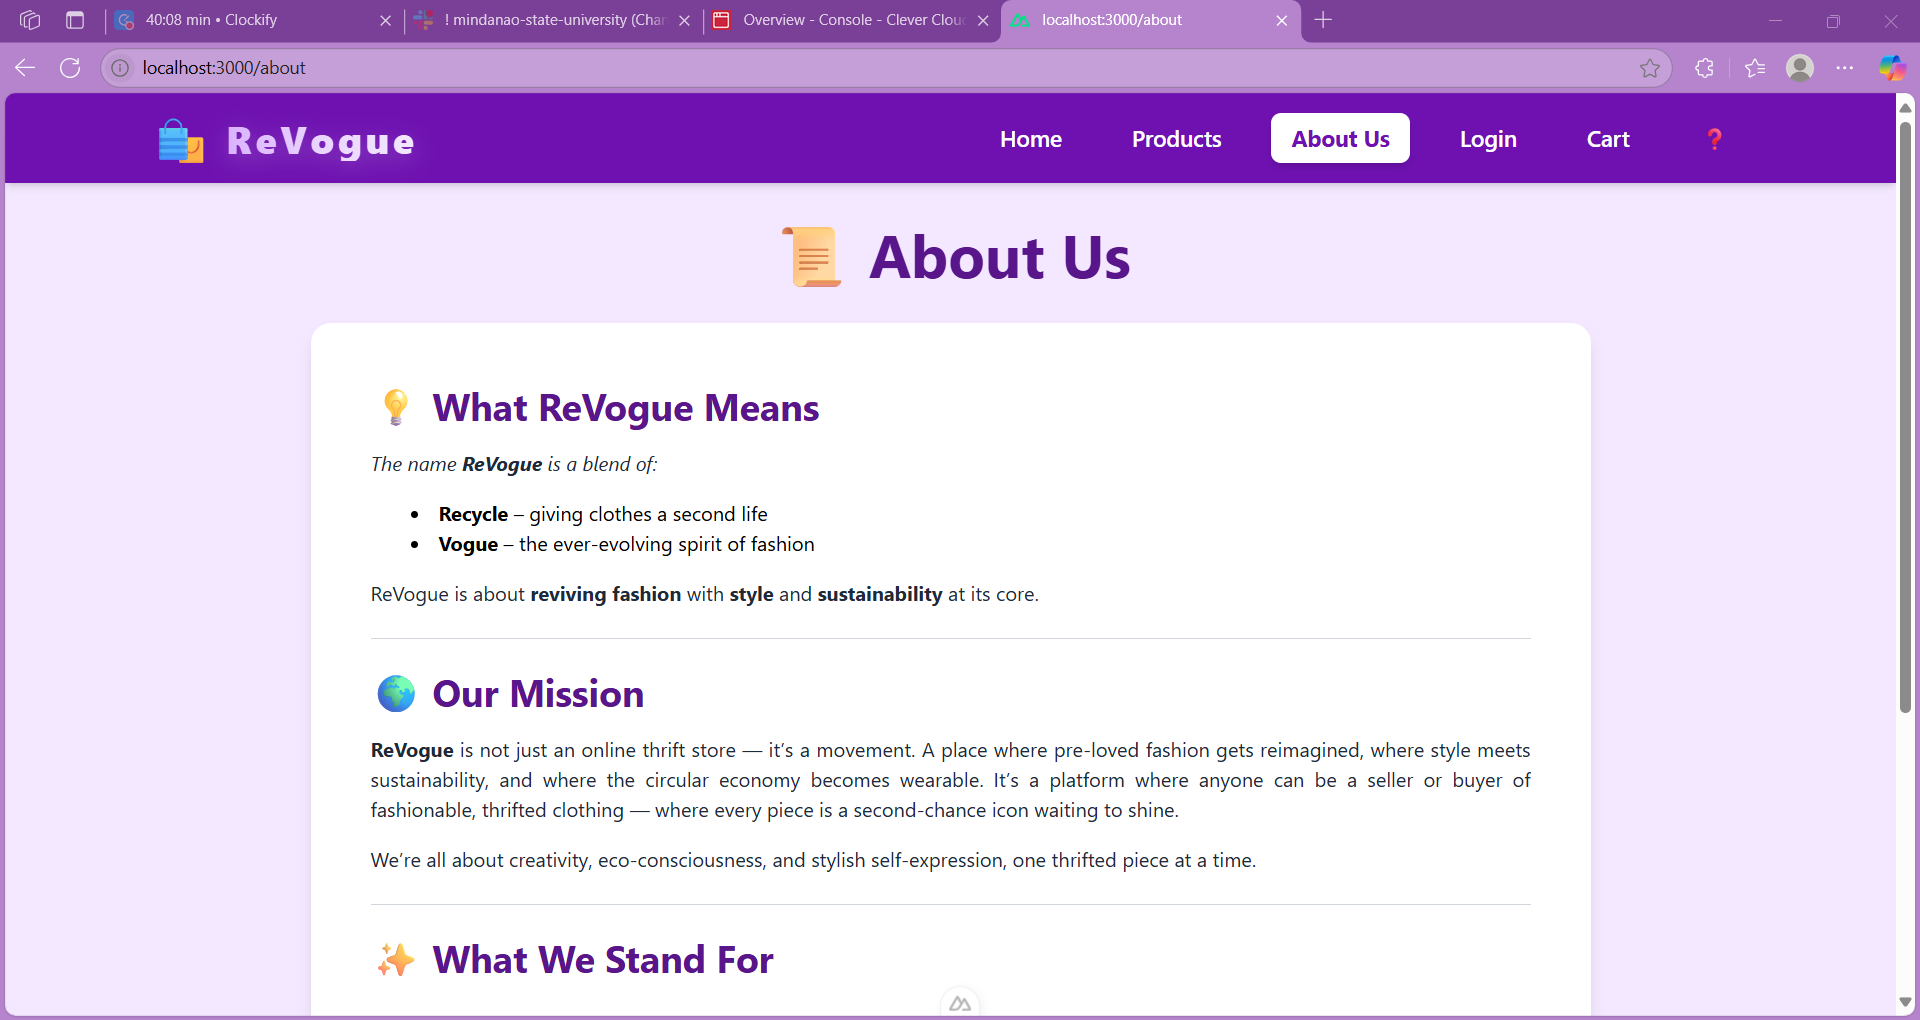 40:08 min • Clockify
! mindanao-state-university (Char
Overview - Console - Clever Clou
localhost:3000/about
localhost:3000/about
ReVogue
Home
Products
About Us
Login
Cart
❓
About Us
What ReVogue Means
The name ReVogue is a blend of:
• Recycle – giving clothes a second life
• Vogue – the ever-evolving spirit of fashion
ReVogue is about reviving fashion with style and sustainability at its core.
Our Mission
ReVogue is not just an online thrift store — it’s a movement. A place where pre-loved fashion gets reimagined, where style meets
sustainability, and where the circular economy becomes wearable. It’s a platform where anyone can be a seller or buyer of
fashionable, thrifted clothing — where every piece is a second-chance icon waiting to shine.
We’re all about creativity, eco-consciousness, and stylish self-expression, one thrifted piece at a time.
What We Stand For